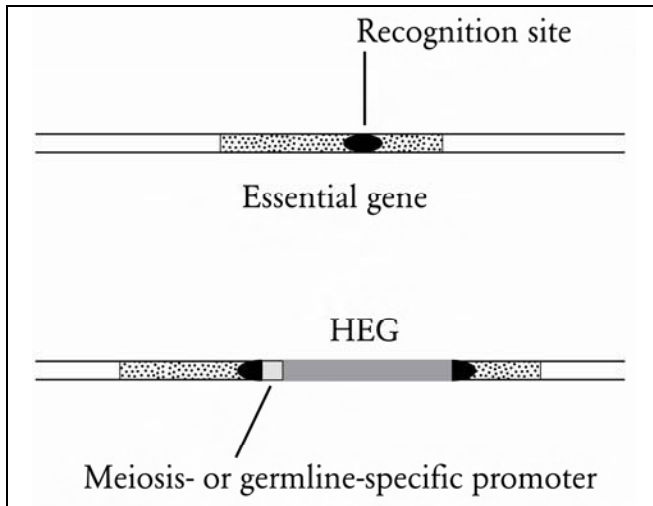 Recognition site
Essential gene
HEG
Meiosis- or germline-specific promoter